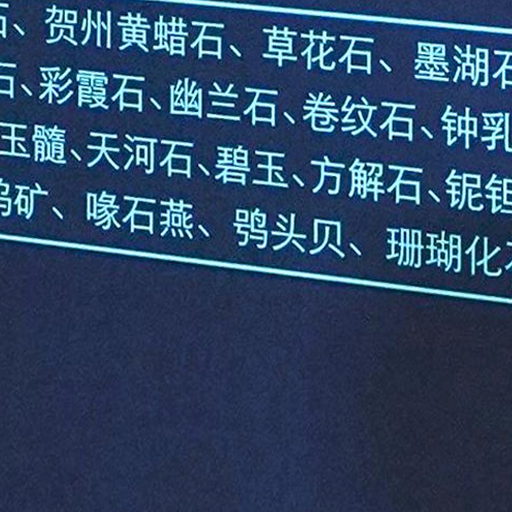 石、贺州黄蜡石、草花石、墨湖石
石、彩霞石、幽兰石、卷纹石、钟乳
玉髓、天河石、碧玉、方解石、铌钽
钨矿、喙石燕、鸮头贝、珊瑚化石